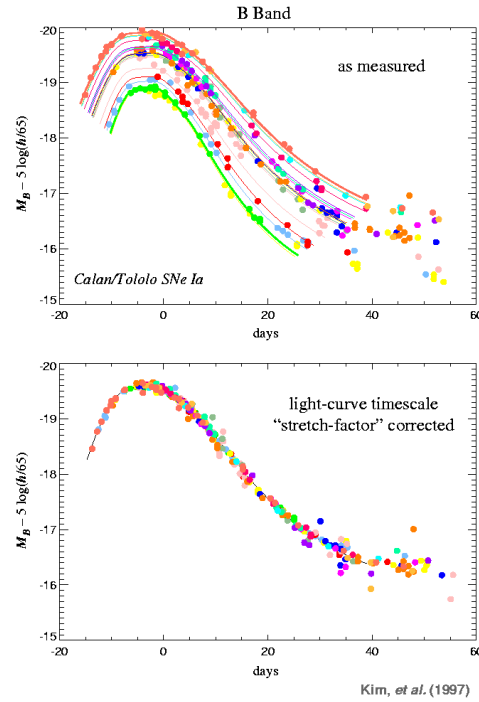 B Band
-20
-19
-18
-17
-16
-15
M_B – 5 log(h/65)
as measured
Calan/Tololo SNe Ia
-20 0 20 40 60
days
-20
-19
-18
-17
-16
-15
M_B – 5 log(h/65)
light-curve timescale
“stretch-factor” corrected
-20 0 20 40 60
days
Kim, et al. (1997)